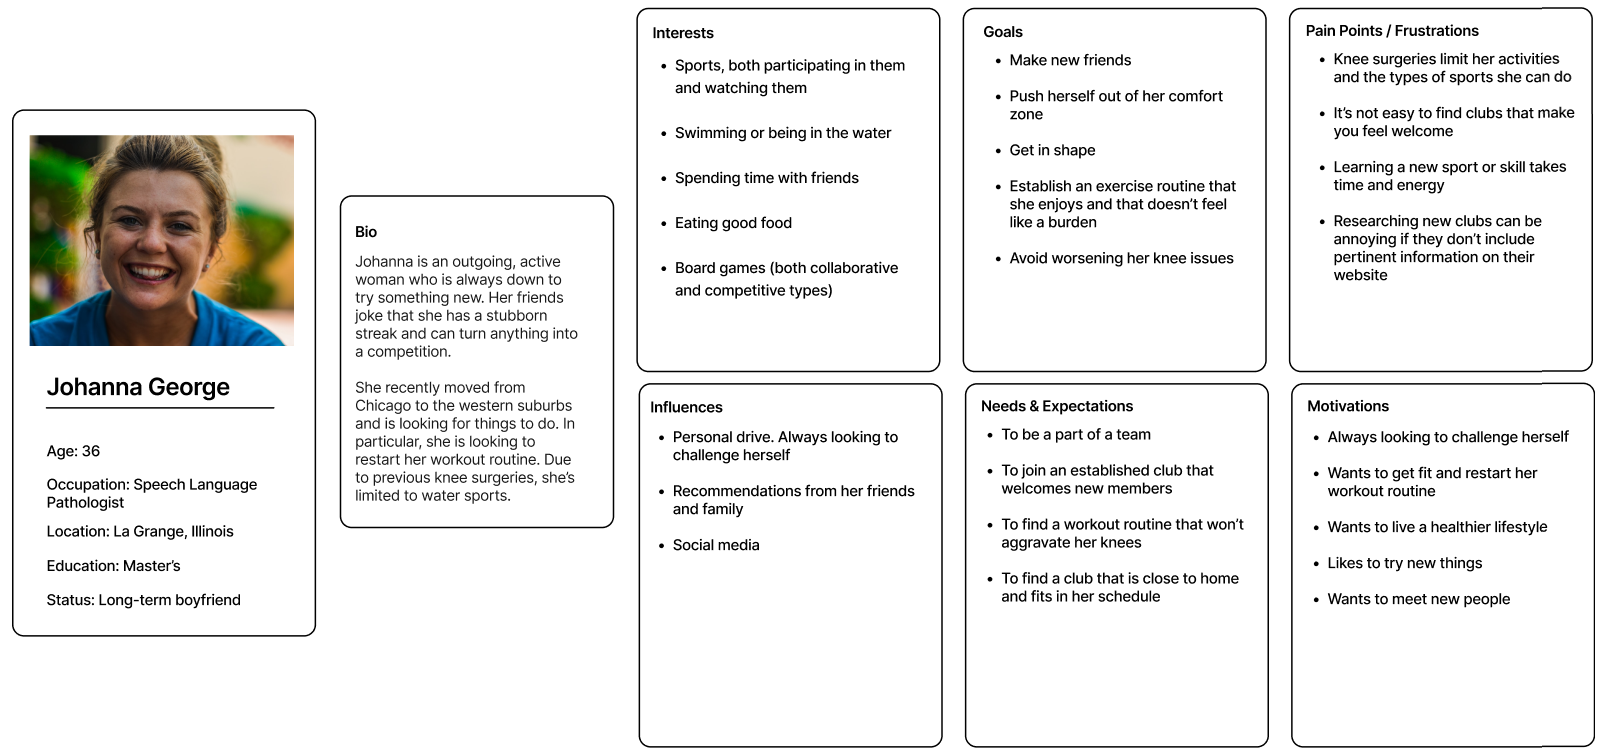 Johanna George
Age: 36
Occupation: Speech Language
Pathologist
Location: La Grange, Illinois
Education: Master’s
Status: Long-term boyfriend
Bio
Johanna is an outgoing, active
woman who is always down to
try something new. Her friends
joke that she has a stubborn
streak and can turn anything into
a competition.
She recently moved from
Chicago to the western suburbs
and is looking for things to do. In
particular, she is looking to
restart her workout routine. Due
to previous knee surgeries, she’s
limited to water sports.
Interests
• Sports, both participating in them
and watching them
• Swimming or being in the water
• Spending time with friends
• Eating good food
• Board games (both collaborative
and competitive types)
Goals
• Make new friends
• Push herself out of her comfort
zone
• Get in shape
• Establish an exercise routine that
she enjoys and that doesn’t feel
like a burden
• Avoid worsening her knee issues
Pain Points / Frustrations
• Knee surgeries limit her activities
and the types of sports she can do
• It’s not easy to find clubs that make
you feel welcome
• Learning a new sport or skill takes
time and energy
• Researching new clubs can be
annoying if they don’t include
pertinent information on their
website
Influences
• Personal drive. Always looking to
challenge herself
• Recommendations from her friends
and family
• Social media
Needs & Expectations
• To be a part of a team
• To join an established club that
welcomes new members
• To find a workout routine that won’t
aggravate her knees
• To find a club that is close to home
and fits in her schedule
Motivations
• Always looking to challenge herself
• Wants to get fit and restart her
workout routine
• Wants to live a healthier lifestyle
• Likes to try new things
• Wants to meet new people